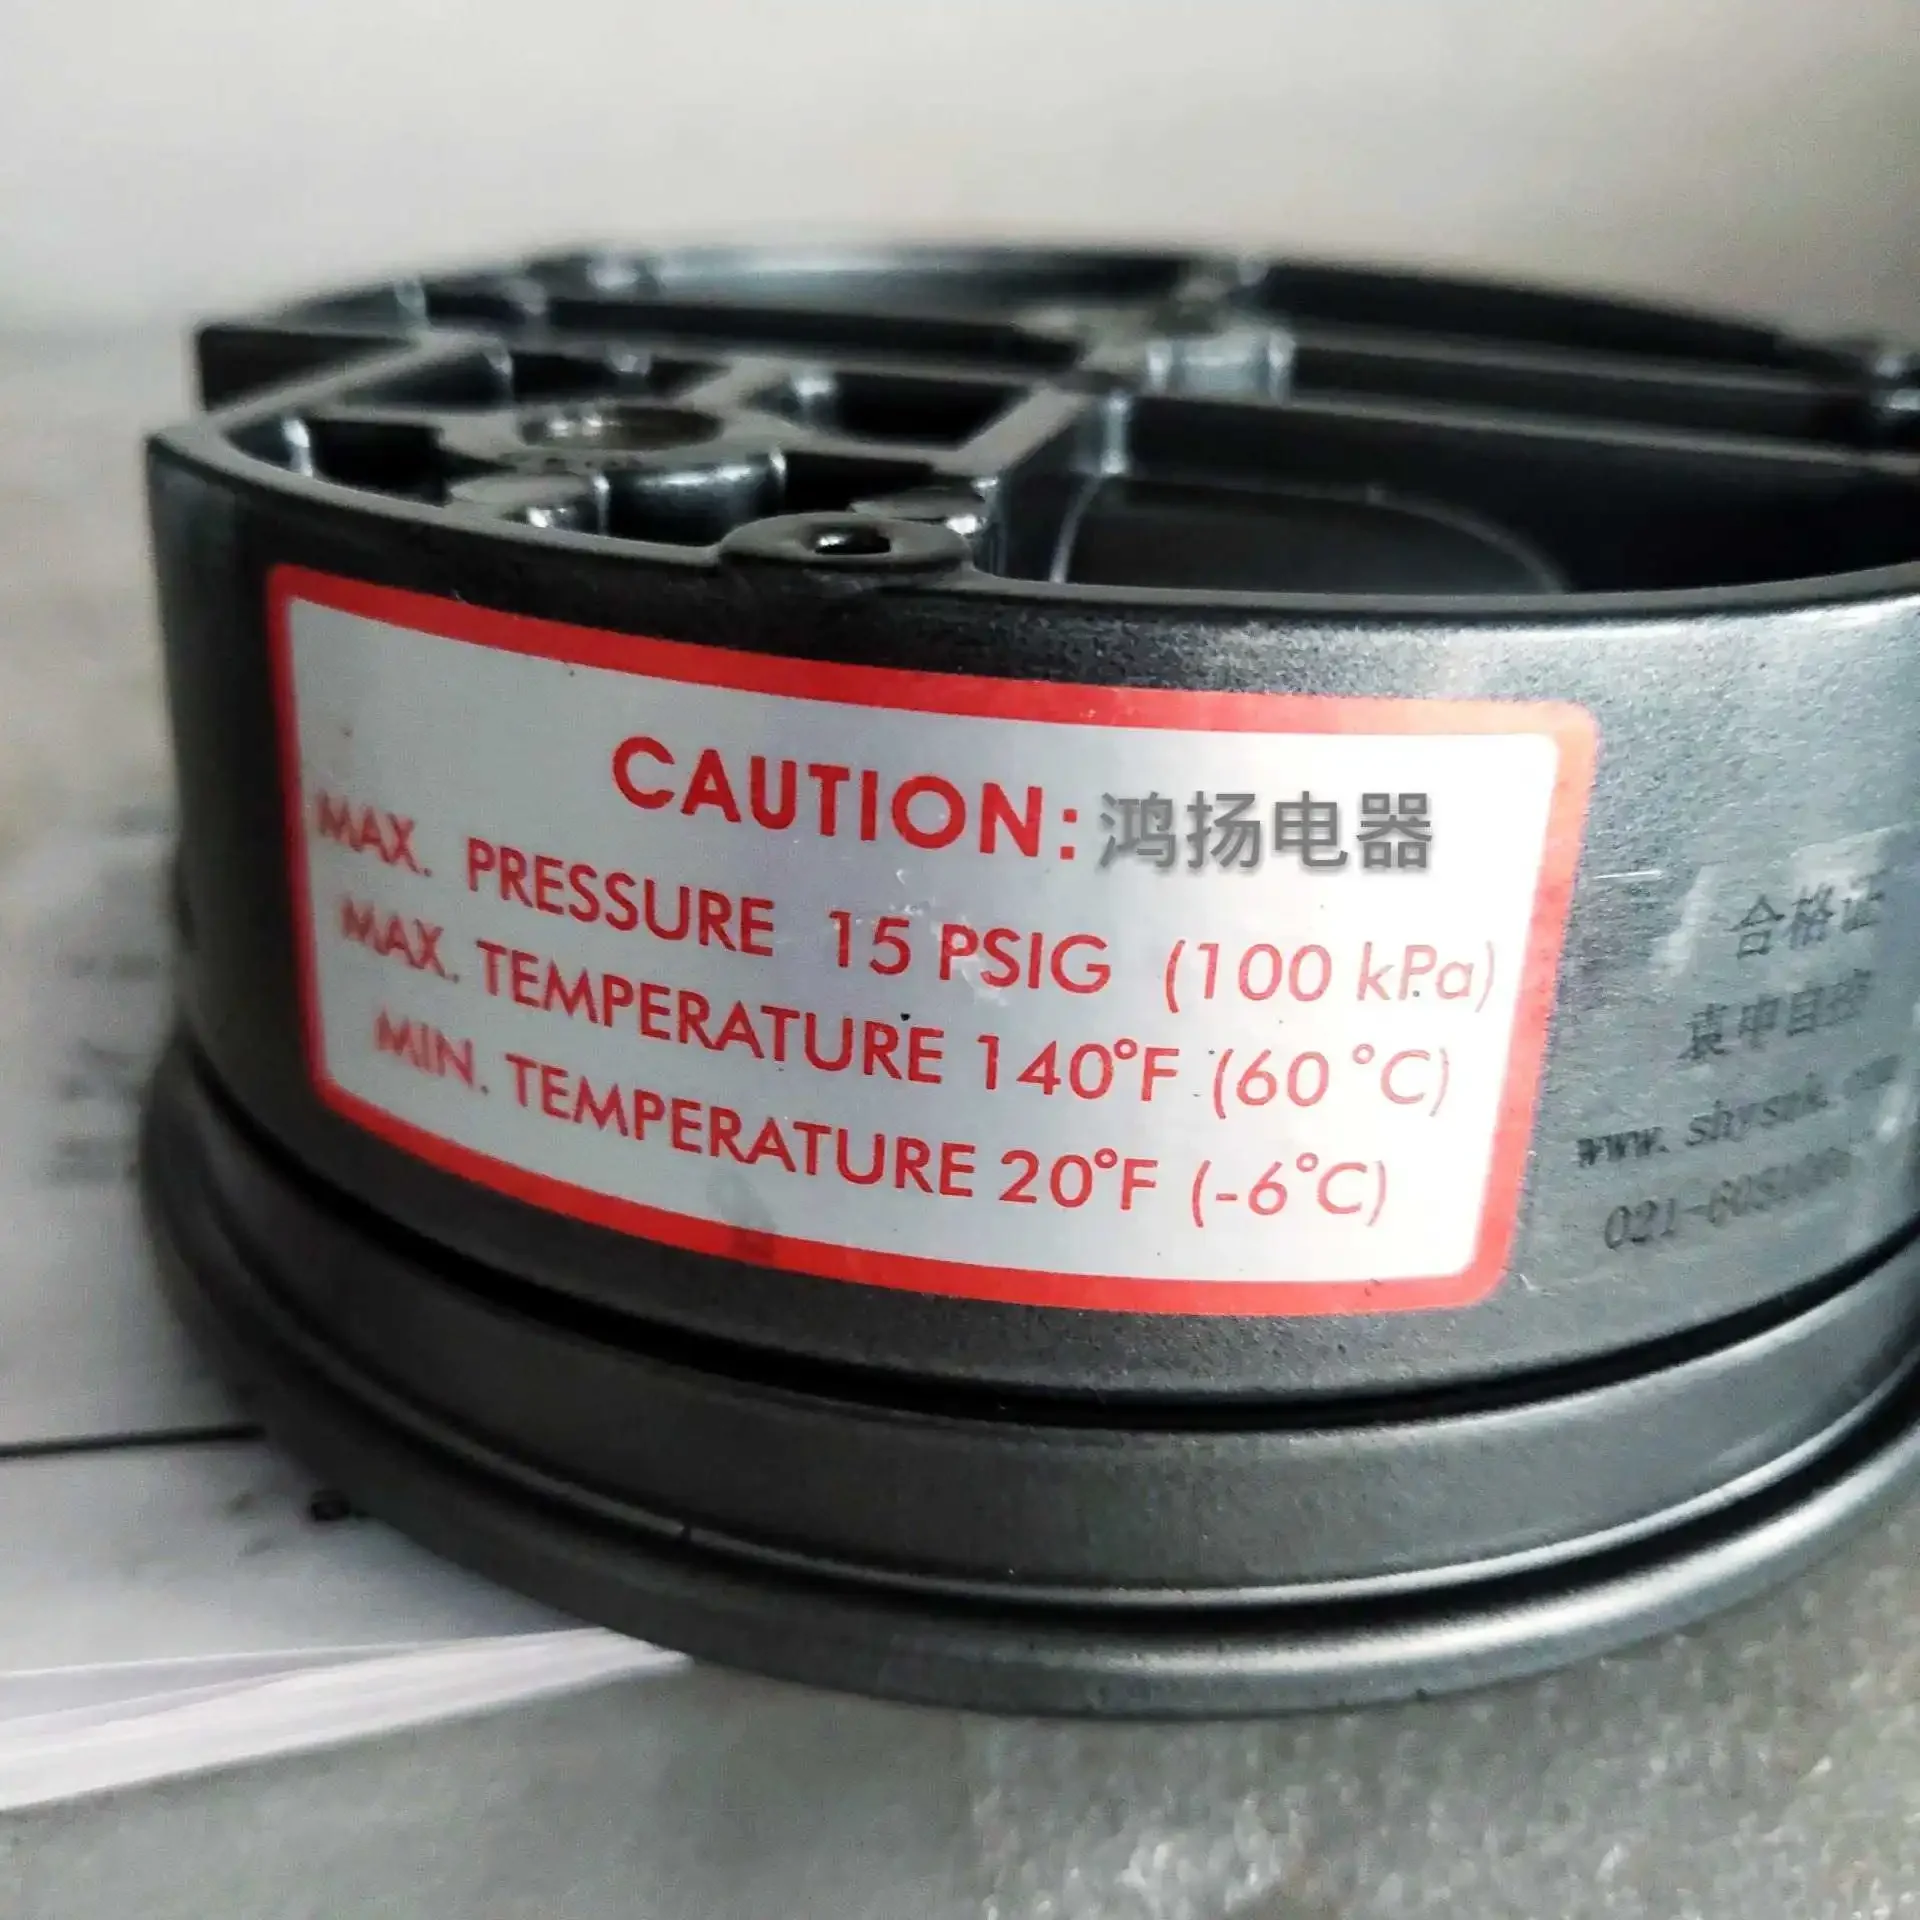 CAUTION: 鸿扬电器
MAX. PRESSURE 15 PSIG (100 kPa)
MAX. TEMPERATURE 140°F (60 °C)
MIN. TEMPERATURE 20°F (-6°C)
合格证